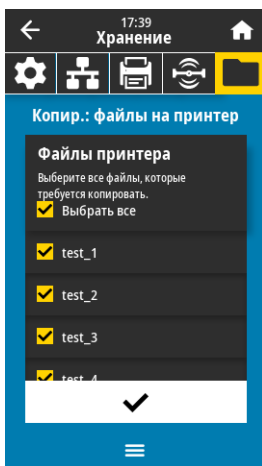 17:39
Хранение
Копир.: файлы на принтер
Файлы принтера
Выберите все файлы, которые
требуется копировать.
Выбрать все
test_1
test_2
test_3
test_4